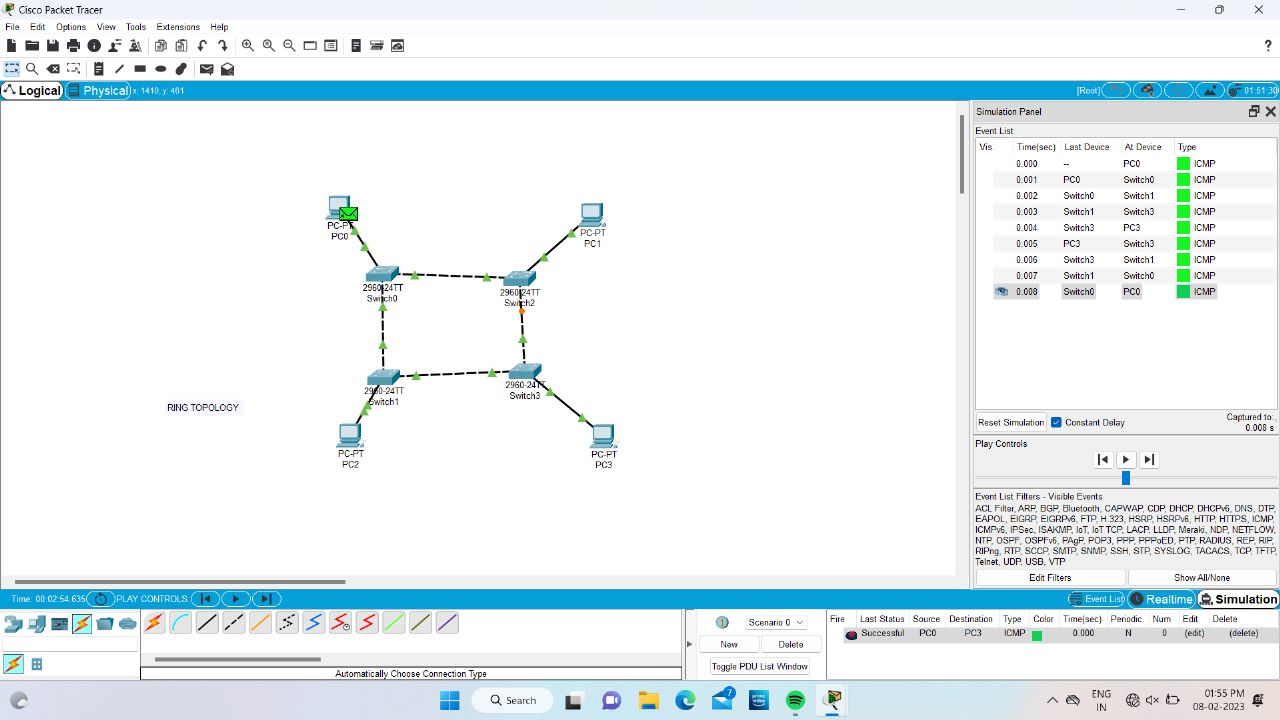 Cisco Packet Tracer
File Edit Options View Tools Extensions Help
Logical Physical x: 1410, y: 461 [Root] 01:51:30
Simulation Panel
Event List
Vis. Time(sec) Last Device At Device Type
0.000 -- PC0 ICMP
0.001 PC0 Switch0 ICMP
0.002 Switch0 Switch1 ICMP
0.003 Switch1 Switch3 ICMP
0.004 Switch3 PC3 ICMP
0.005 PC3 Switch3 ICMP
0.006 Switch3 Switch1 ICMP
0.007 Switch1 Switch0 ICMP
0.008 Switch0 PC0 ICMP
PC-PT
PC0
PC-PT
PC1
2960-24TT
Switch0
2960-24TT
Switch2
2960-24TT
Switch1
2960-24TT
Switch3
RING TOPOLOGY
PC-PT
PC2
PC-PT
PC3
Reset Simulation Constant Delay Captured to:
0.008 s
Play Controls
Event List Filters - Visible Events
ACL Filter, ARP, BGP, Bluetooth, CAPWAP, CDP, DHCP, DHCPv6, DNS, DTP,
EAPOL, EIGRP, EIGRPv6, FTP, H.323, HSRP, HSRPv6, HTTP, HTTPS, ICMP,
ICMPv6, IPSec, ISAKMP, IoT, IoT TCP, LACP, LLDP, Meraki, NDP, NETFLOW,
NTP, OSPF, OSPFv6, PAgP, POP3, PPP, PPPoED, PTP, RADIUS, REP, RIP,
RIPng, RTP, SCCP, SMTP, SNMP, SSH, STP, SYSLOG, TACACS, TCP, TFTP,
Telnet, UDP, USB, VTP
Edit Filters Show All/None
Time: 00:02:54.635 PLAY CONTROLS: Event List Realtime Simulation
Scenario 0
New Delete
Toggle PDU List Window
Fire Last Status Source Destination Type Color Time(sec) Periodic Num Edit Delete
Successful PC0 PC3 ICMP 0.000 N 0 (edit) (delete)
Automatically Choose Connection Type
Search
7
prime video
ENG
IN
01:55 PM
08-02-2023